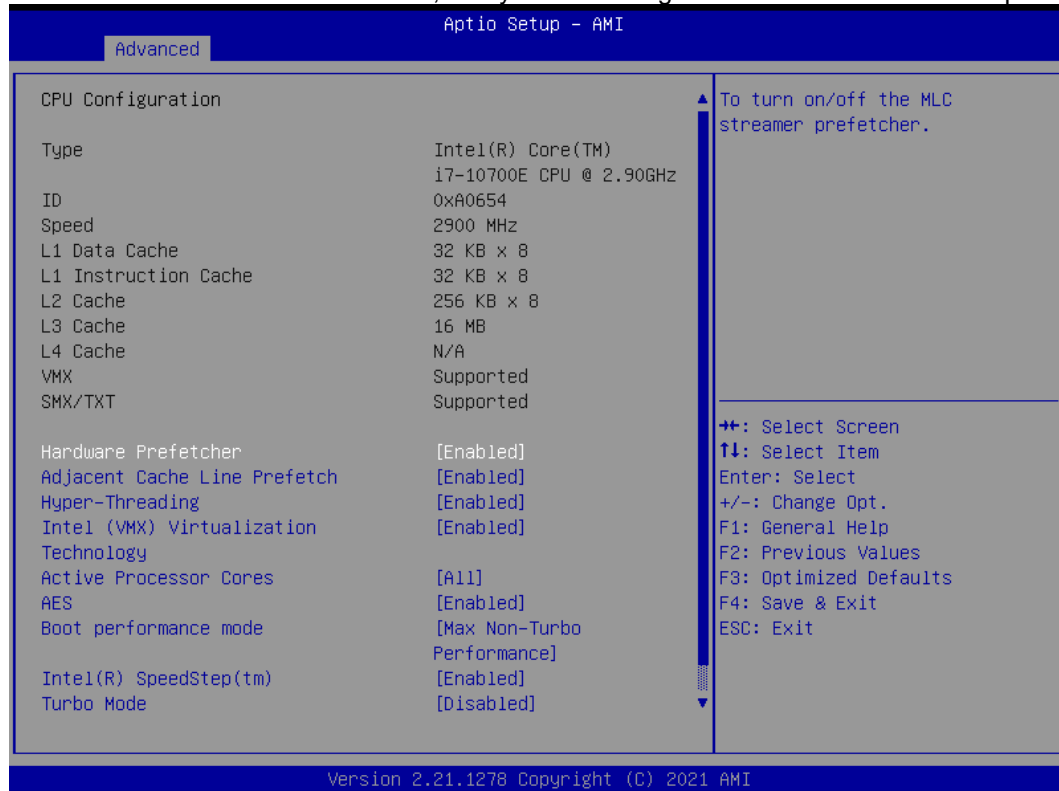 Aptio Setup - AMI
Advanced
CPU Configuration
To turn on/off the MLC
streamer prefetcher.
Type Intel(R) Core(TM)
i7-10700E CPU @ 2.90GHz
ID 0xA0654
Speed 2900 MHz
L1 Data Cache 32 KB x 8
L1 Instruction Cache 32 KB x 8
L2 Cache 256 KB x 8
L3 Cache 16 MB
L4 Cache N/A
VMX Supported
SMX/TXT Supported
Hardware Prefetcher [Enabled]
Adjacent Cache Line Prefetch [Enabled]
Hyper-Threading [Enabled]
Intel (VMX) Virtualization [Enabled]
Technology
Active Processor Cores [All]
AES [Enabled]
Boot performance mode [Max Non-Turbo
Performance]
Intel(R) SpeedStep(tm) [Enabled]
Turbo Mode [Disabled]
→←: Select Screen
↑↓: Select Item
Enter: Select
+/-: Change Opt.
F1: General Help
F2: Previous Values
F3: Optimized Defaults
F4: Save & Exit
ESC: Exit
Version 2.21.1278 Copyright (C) 2021 AMI